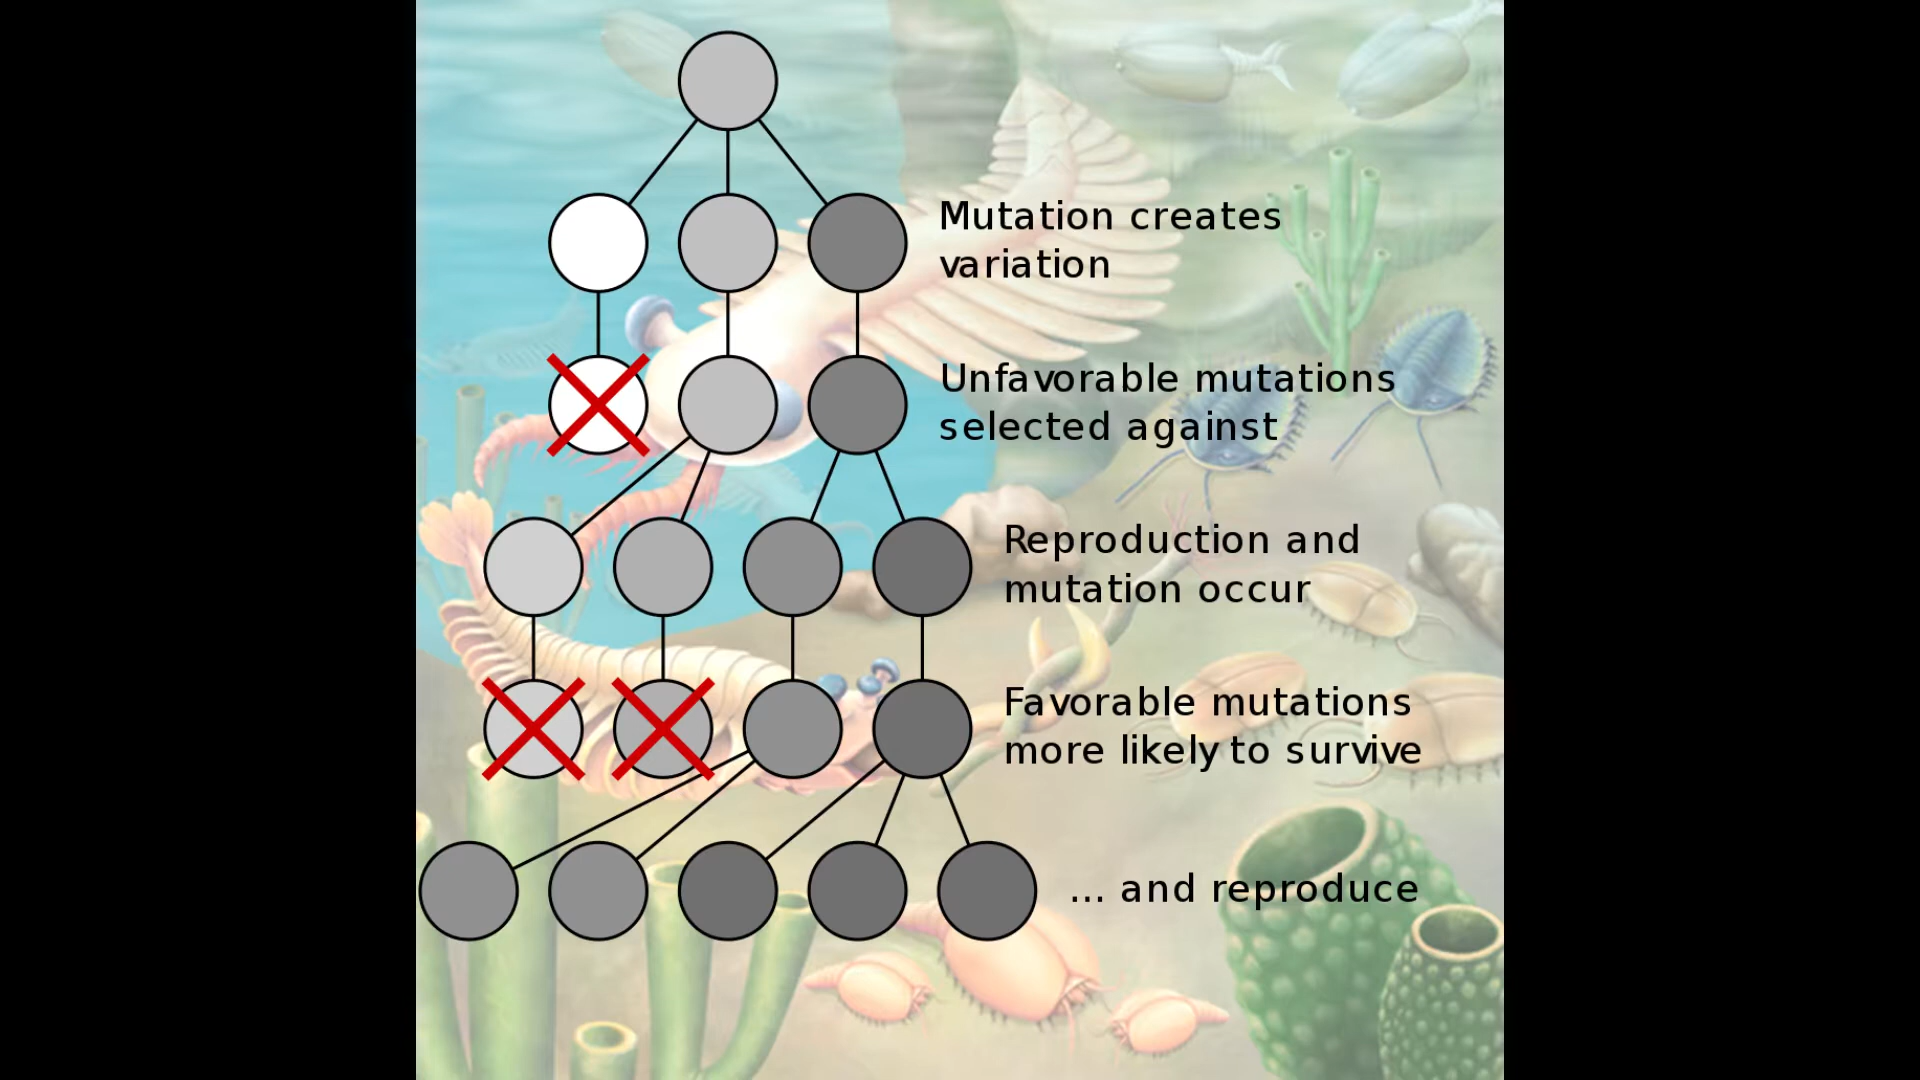 Mutation creates
variation
Unfavorable mutations
selected against
Reproduction and
mutation occur
Favorable mutations
more likely to survive
... and reproduce